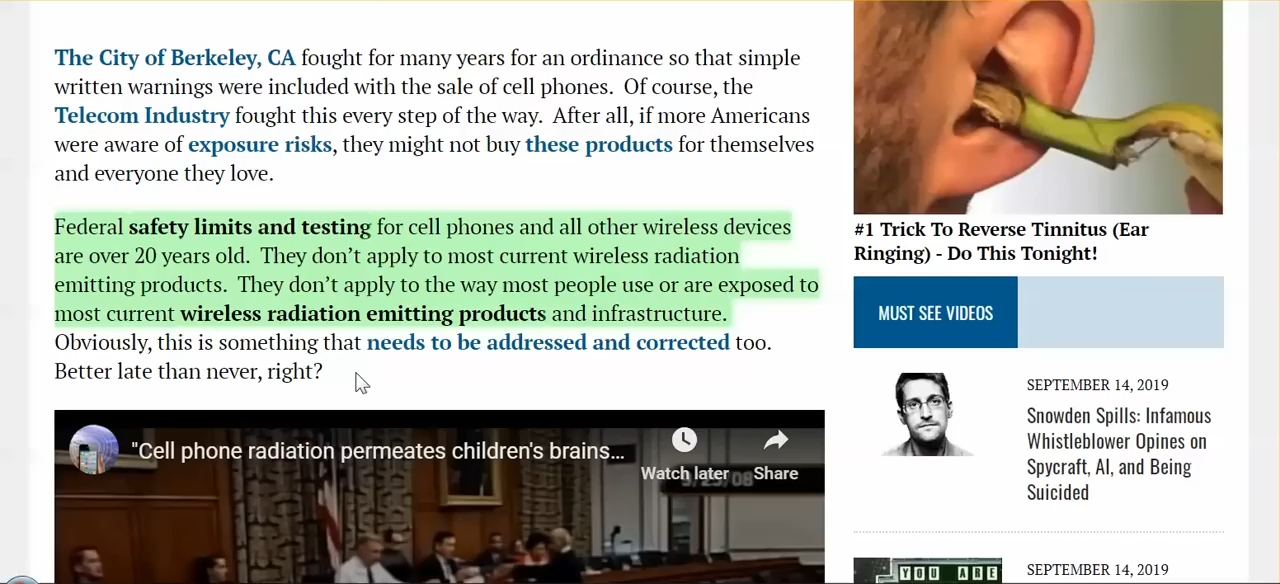 The City of Berkeley, CA fought for many years for an ordinance so that simple
written warnings were included with the sale of cell phones.  Of course, the
Telecom Industry fought this every step of the way.  After all, if more Americans
were aware of exposure risks, they might not buy these products for themselves
and everyone they love.
Federal safety limits and testing for cell phones and all other wireless devices
are over 20 years old.  They don’t apply to most current wireless radiation
emitting products.  They don’t apply to the way most people use or are exposed to
most current wireless radiation emitting products and infrastructure.
Obviously, this is something that needs to be addressed and corrected too.
Better late than never, right?
"Cell phone radiation permeates children's brains...
Watch later
Share
#1 Trick To Reverse Tinnitus (Ear
Ringing) - Do This Tonight!
MUST SEE VIDEOS
SEPTEMBER 14, 2019
Snowden Spills: Infamous
Whistleblower Opines on
Spycraft, AI, and Being
Suicided
SEPTEMBER 14, 2019
YOU ARE